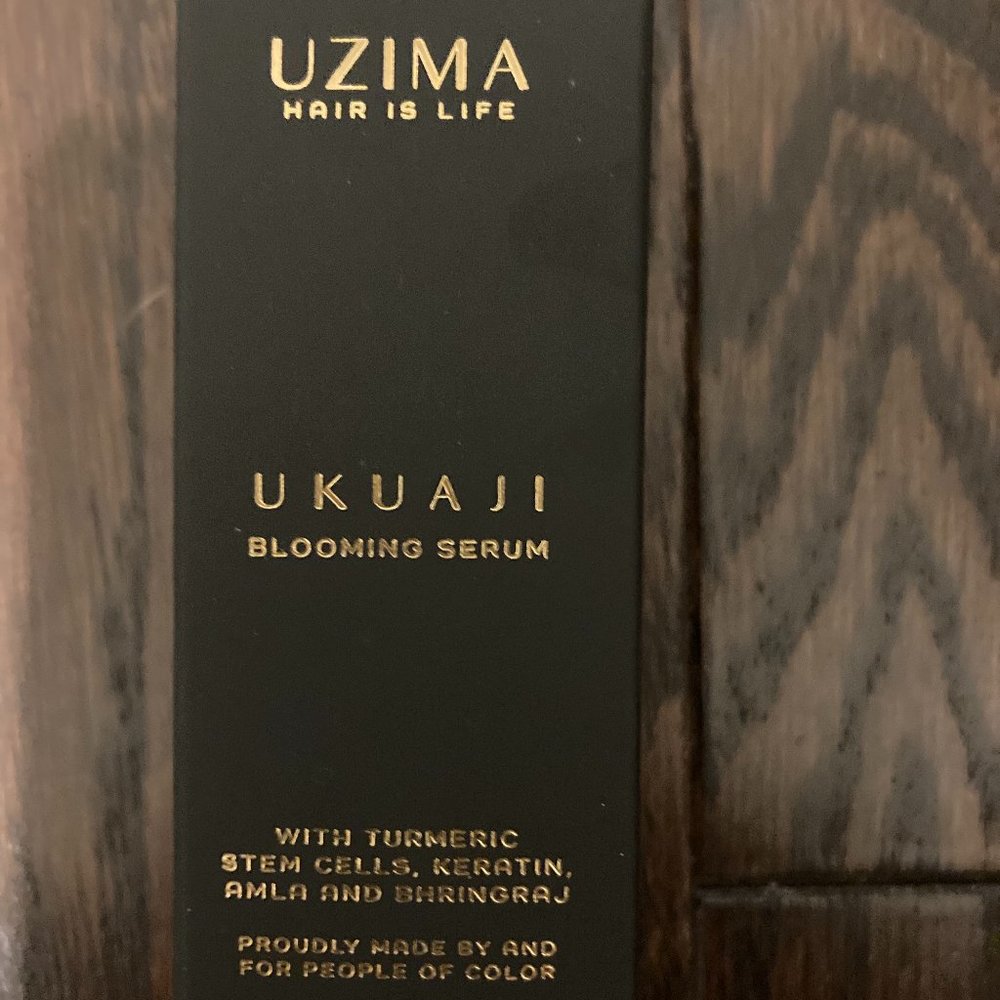 UZIMA
HAIR IS LIFE
UKUAJI
BLOOMING SERUM
WITH TURMERIC
STEM CELLS, KERATIN,
AMLA AND BHRINGRAJ
PROUDLY MADE BY AND
FOR PEOPLE OF COLOR